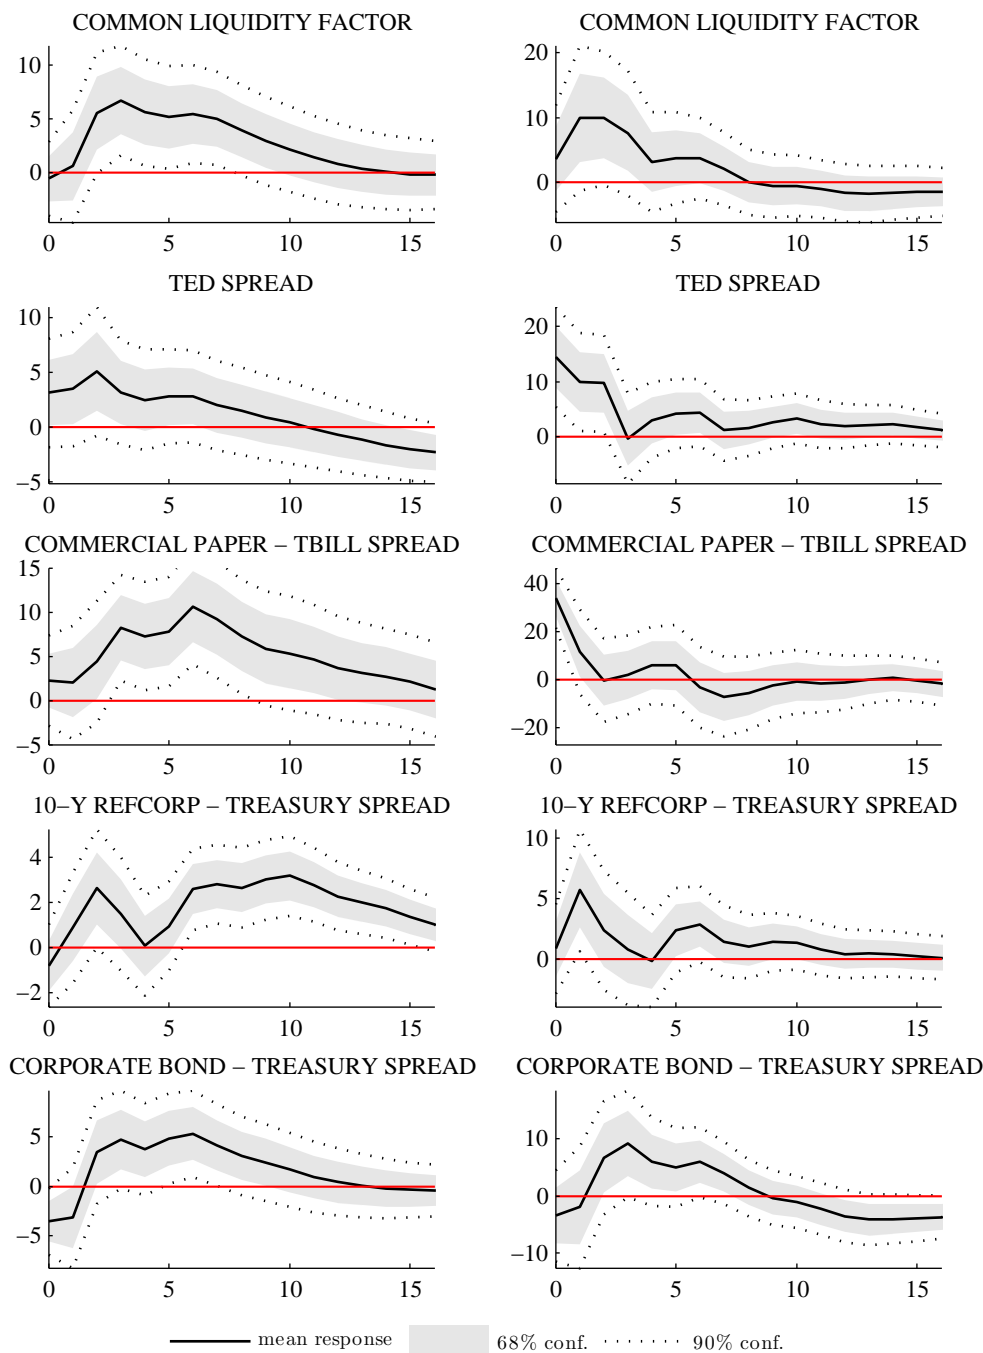 COMMON LIQUIDITY FACTOR
10
5
0
0 5 10 15
COMMON LIQUIDITY FACTOR
20
10
0
0 5 10 15
TED SPREAD
10
5
0
–5
0 5 10 15
TED SPREAD
20
10
0
0 5 10 15
COMMERCIAL PAPER – TBILL SPREAD
15
10
5
0
–5
0 5 10 15
COMMERCIAL PAPER – TBILL SPREAD
40
20
0
–20
0 5 10 15
10–Y REFCORP – TREASURY SPREAD
4
2
0
–2
0 5 10 15
10–Y REFCORP – TREASURY SPREAD
10
5
0
0 5 10 15
CORPORATE BOND – TREASURY SPREAD
5
0
–5
0 5 10 15
CORPORATE BOND – TREASURY SPREAD
10
0
–10
0 5 10 15
mean response 68% conf. 90% conf.